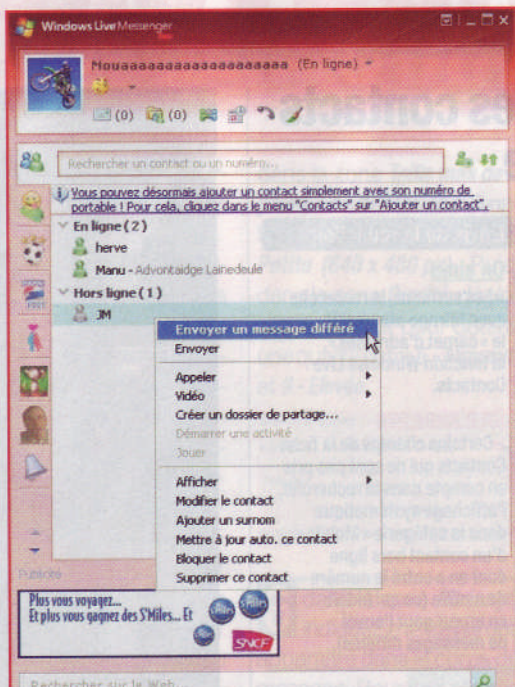 Windows Live Messenger
Mouaaaaaaaaaaaaaaaaaaaa (En ligne)
(0) (0)
es contacts
Rechercher un contact ou un numéro...
Vous pouvez désormais ajouter un contact simplement avec son numéro de
portable ! Pour cela, cliquez dans le menu "Contacts" sur "Ajouter un contact".
En ligne (2)
herve
Manu - Advontaidge Lainedeule
Hors ligne (1)
JM
Envoyer un message différé
Envoyer
Appeler
Vidéo
Créer un dossier de partage...
Démarrer une activité
Jouer
Afficher
Modifier le contact
Ajouter un surnom
Mettre à jour auto. ce contact
Bloquer le contact
Supprimer ce contact
Publicité
Plus vous voyagez...
Et plus vous gagnez des S'Miles... Et
S'Miles
SNCF
Rechercher sur le Web...